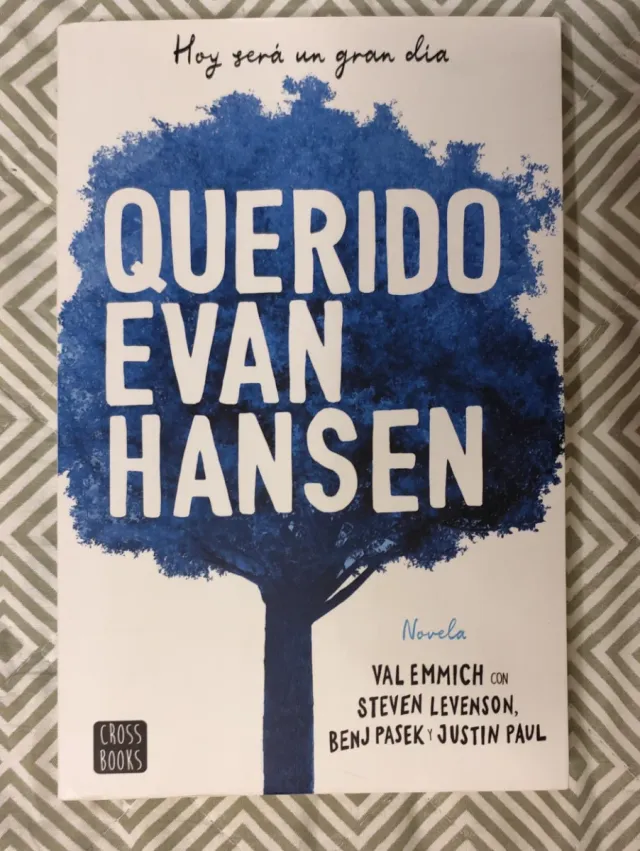 Hoy será un gran día
QUERIDO
EVAN
HANSEN
Novela
VAL EMMICH CON
STEVEN LEVENSON,
BENJ PASEK Y JUSTIN PAUL
CROSS
BOOKS